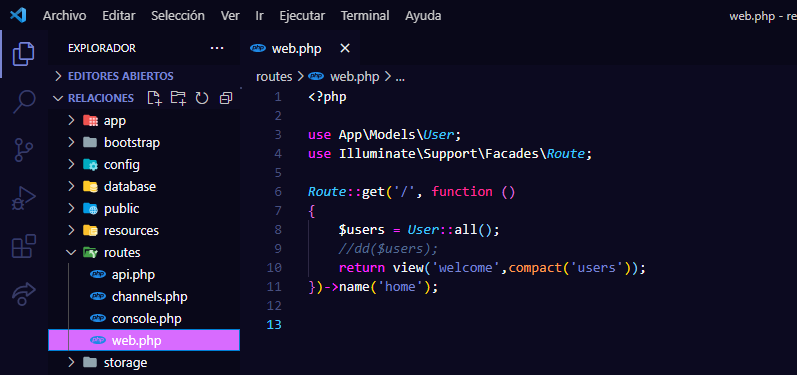 Archivo Editar Selección Ver Ir Ejecutar Terminal Ayuda web.php - re
EXPLORADOR ...
EDITORES ABIERTOS
RELACIONES
app
bootstrap
config
database
public
resources
routes
api.php
channels.php
console.php
web.php
storage
web.php
routes > web.php > ...
1 <?php
2
3 use App\Models\User;
4 use Illuminate\Support\Facades\Route;
5
6 Route::get('/', function ()
7 {
8 $users = User::all();
9 //dd($users);
10 return view('welcome',compact('users'));
11 })->name('home');
12
13